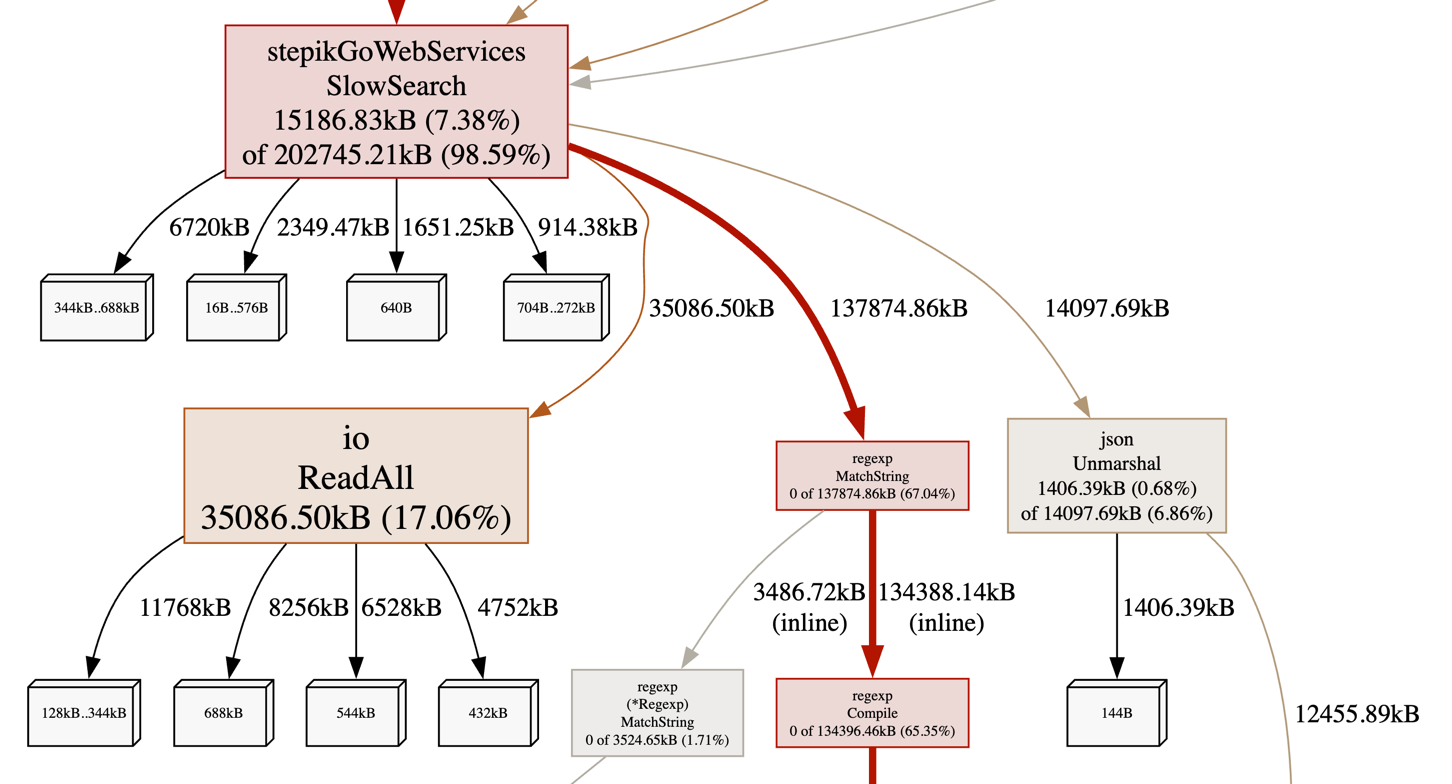 stepikGoWebServices
SlowSearch
15186.83kB (7.38%)
of 202745.21kB (98.59%)
6720kB
2349.47kB
1651.25kB
914.38kB
344kB..688kB
16B..576B
640B
704B..272kB
35086.50kB
137874.86kB
14097.69kB
io
ReadAll
35086.50kB (17.06%)
regexp
MatchString
0 of 137874.86kB (67.04%)
json
Unmarshal
1406.39kB (0.68%)
of 14097.69kB (6.86%)
11768kB
8256kB
6528kB
4752kB
3486.72kB
(inline)
134388.14kB
(inline)
1406.39kB
128kB..344kB
688kB
544kB
432kB
regexp
(*Regexp)
MatchString
0 of 3524.65kB (1.71%)
regexp
Compile
0 of 134396.46kB (65.35%)
144B
12455.89kB